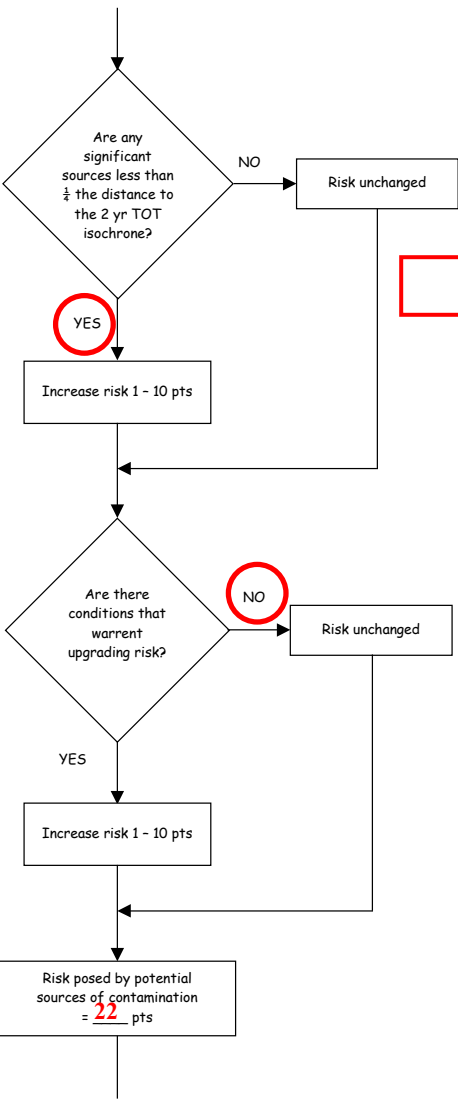 Are any
significant
sources less than
¼ the distance to
the 2 yr TOT
isochrone?
NO
Risk unchanged
YES
Increase risk 1 – 10 pts
Are there
conditions that
warrent
upgrading risk?
NO
Risk unchanged
YES
Increase risk 1 – 10 pts
Risk posed by potential
sources of contamination
= 22 pts